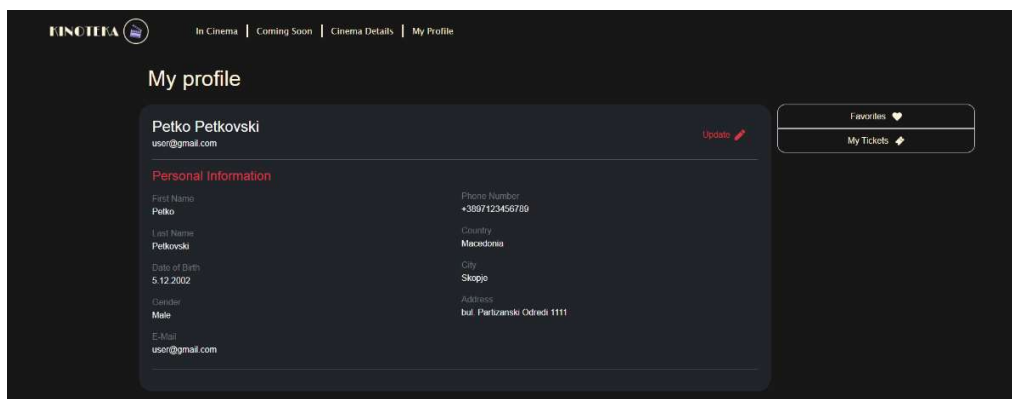 KINOTEKA
In Cinema | Coming Soon | Cinema Details | My Profile
My profile
Petko Petkovski
user@gmail.com
Update
Personal Information
First Name
Petko
Last Name
Petkovski
Date of Birth
5.12.2002
Gender
Male
E-Mail
user@gmail.com
Phone Number
+3897123456789
Country
Macedonia
City
Skopje
Address
bul. Partizanski Odredi 1111
Favorites
My Tickets